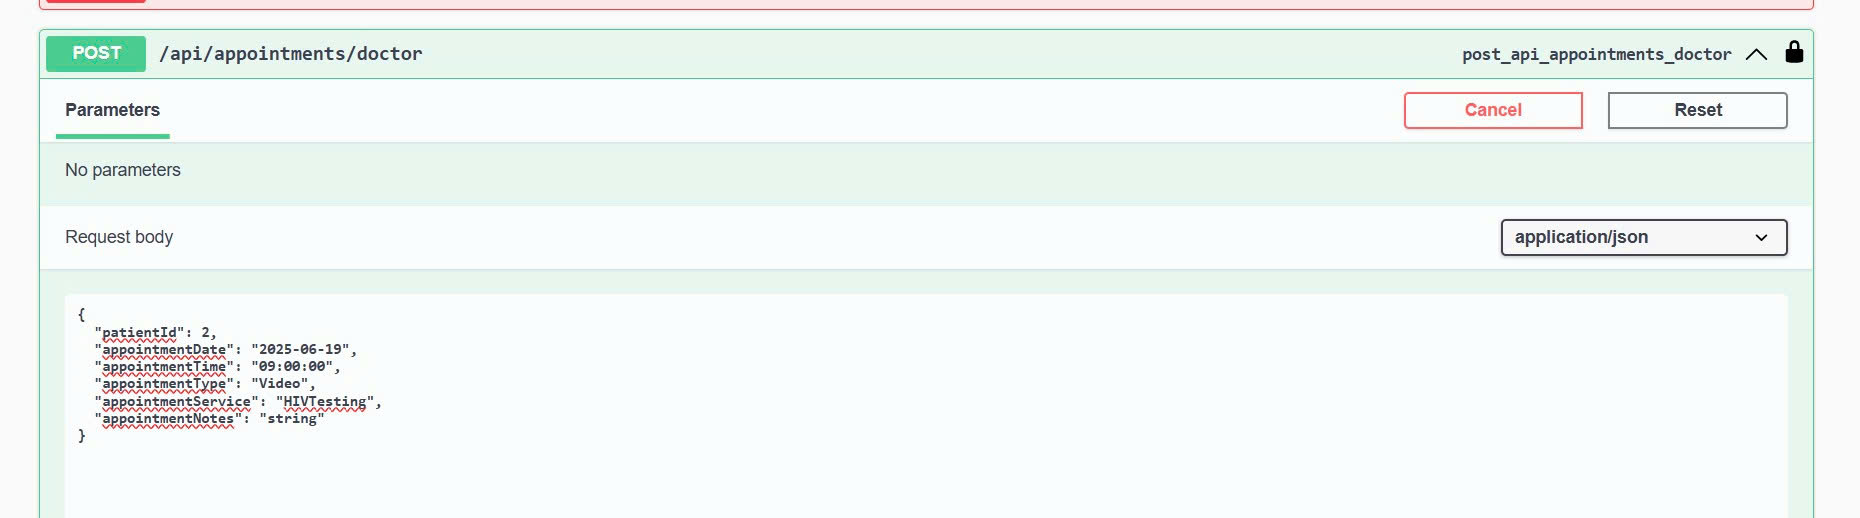 POST /api/appointments/doctor post_api_appointments_doctor
Parameters Cancel Reset
No parameters
Request body application/json
{
  "patientId": 2,
  "appointmentDate": "2025-06-19",
  "appointmentTime": "09:00:00",
  "appointmentType": "Video",
  "appointmentService": "HIVTesting",
  "appointmentNotes": "string"
}